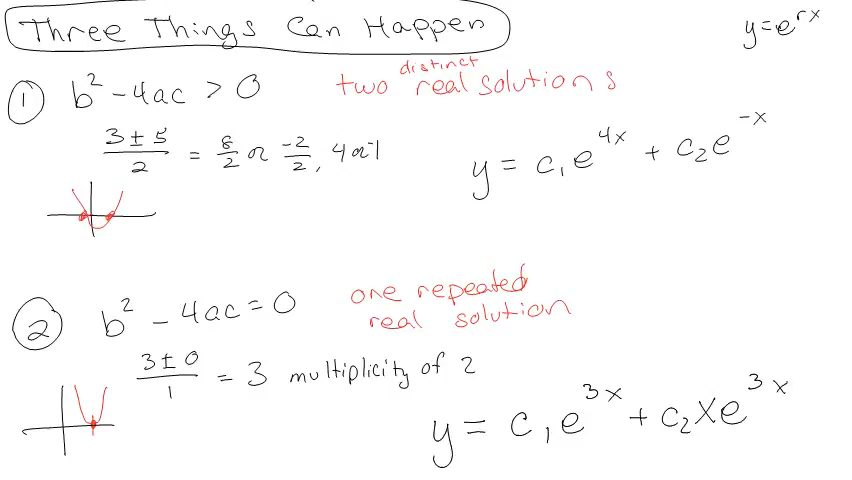 Three Things Can Happen
y=e^rx
① b² - 4ac > 0 two distinct real solutions
(3 ± 5)/2 = 8/2 or -2/2, 4 or -1
y = c₁e^4x + c₂e^-x
② b² - 4ac = 0 one repeated
real solution
(3 ± 0)/1 = 3 multiplicity of 2
y = c₁e^3x + c₂xe^3x